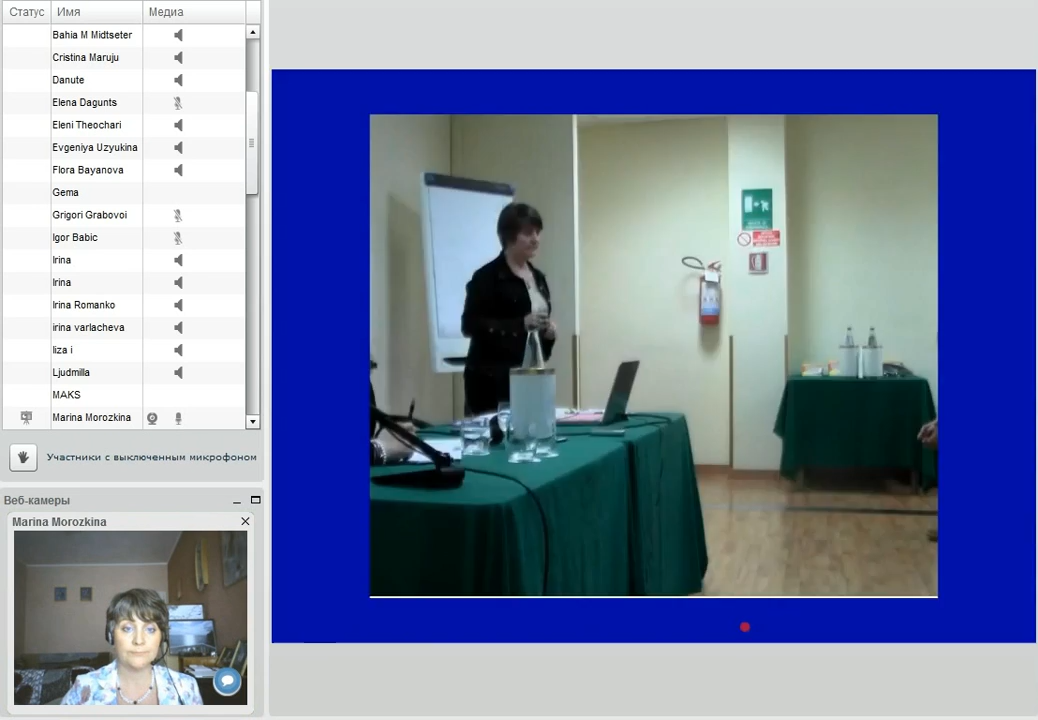 Статус Имя Медиа
Bahia M Midtseter
Cristina Maruju
Danute
Elena Dagunts
Eleni Theochari
Evgeniya Uzyukina
Flora Bayanova
Gema
Grigori Grabovoi
Igor Babic
Irina
Irina
Irina Romanko
irina varlacheva
liza i
Ljudmilla
MAKS
Marina Morozkina
Участники с выключенным микрофоном
Веб-камеры
Marina Morozkina